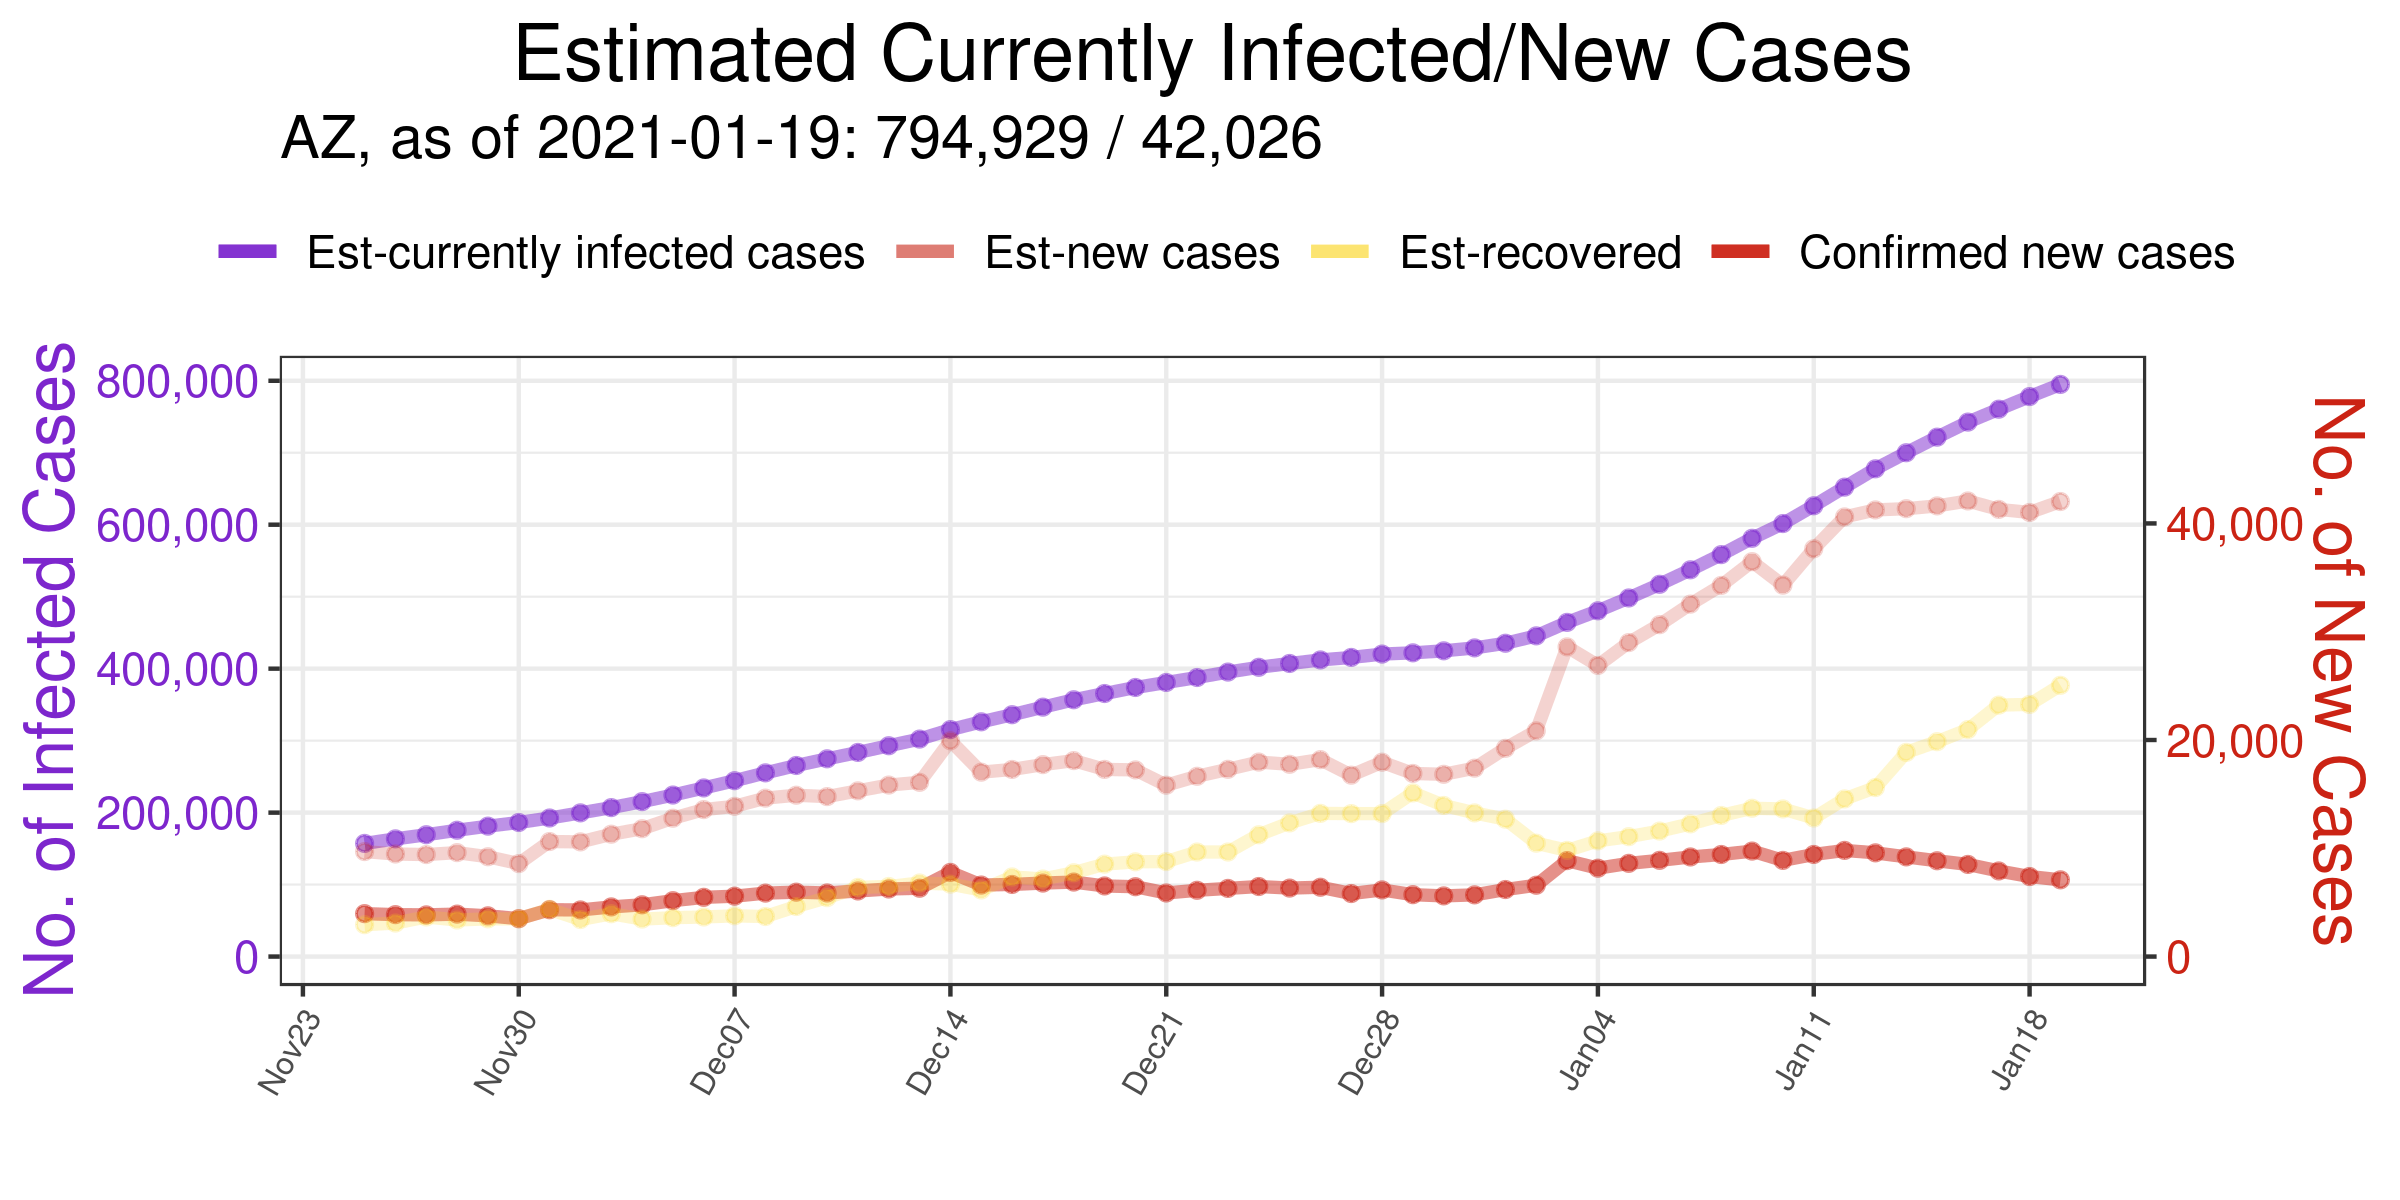 Estimated Currently Infected/New Cases
AZ, as of 2021-01-19: 794,929 / 42,026
Est-currently infected cases
Est-new cases
Est-recovered
Confirmed new cases
No. of Infected Cases
800,000
600,000
400,000
200,000
0
No. of New Cases
40,000
20,000
0
Nov23
Nov30
Dec07
Dec14
Dec21
Dec28
Jan04
Jan11
Jan18